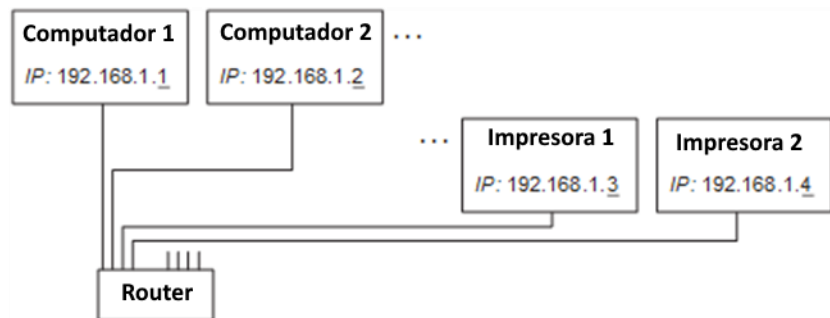 Computador 1
IP: 192.168.1.1
Computador 2
IP: 192.168.1.2
...
...
Impresora 1
IP: 192.168.1.3
Impresora 2
IP: 192.168.1.4
Router